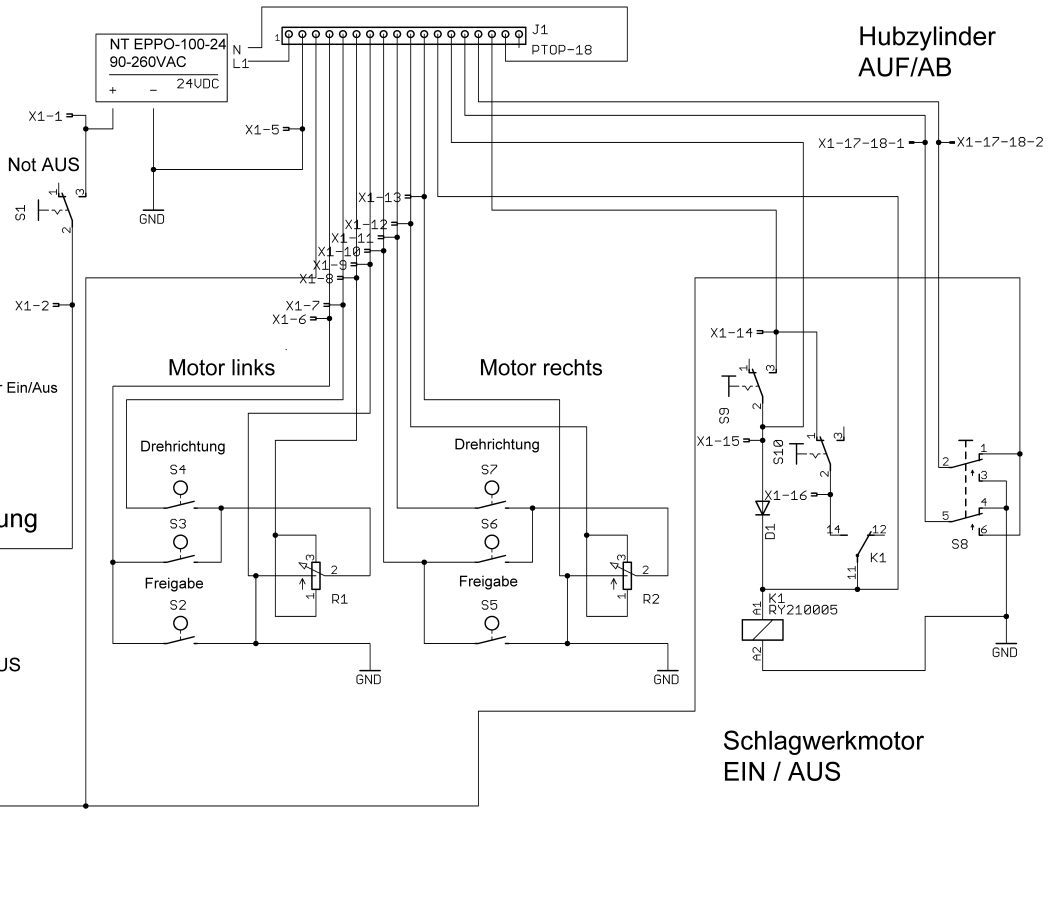 J1
1
PTOP-18
NT EPPO-100-24
90-260VAC
N
L1
24VDC
+
–
Hubzylinder
AUF/AB
X1-1
X1-5
X1-17-18-1
X1-17-18-2
Not AUS
1
3
S1
2
GND
X1-13
X1-12
X1-11
X1-10
X1-9
X1-8
X1-7
X1-6
X1-2
X1-14
Motor links
Motor rechts
r Ein/Aus
1
3
S9
2
X1-15
Drehrichtung
S4
Drehrichtung
S7
S10
1
3
2
X1-16
1
2
3
4
5
6
S8
ung
S3
S6
D1
14
12
11
K1
Freigabe
S2
Freigabe
S5
3
2
1
R1
3
2
1
R2
K1
RY210005
A1
A2
US
GND
GND
GND
Schlagwerkmotor
EIN / AUS